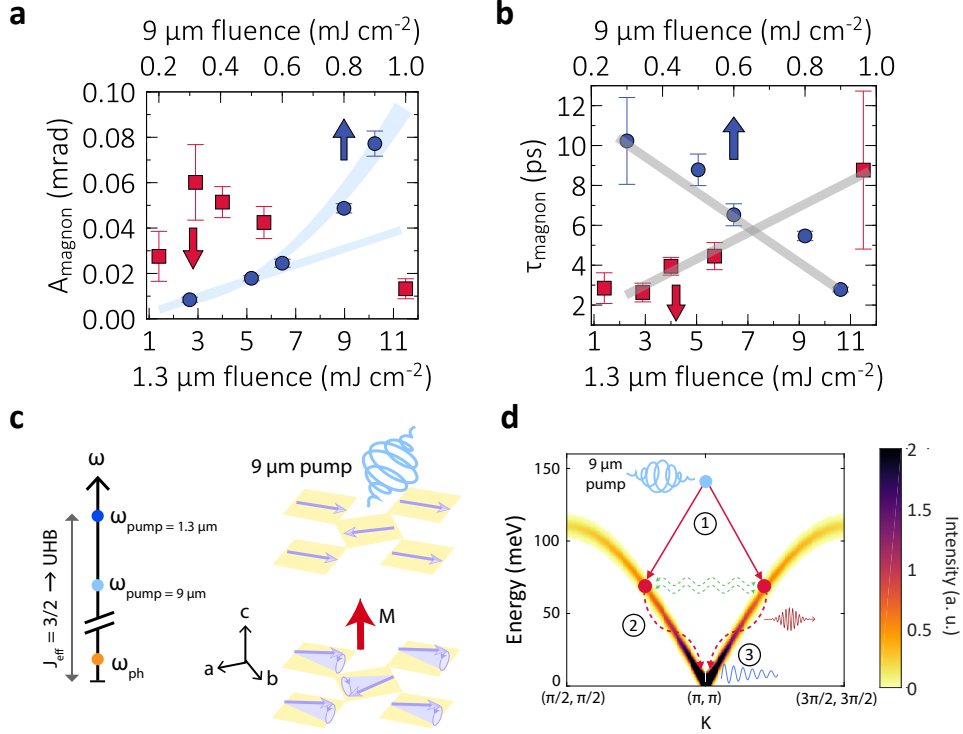 a
9 μm fluence (mJ cm-2)
0.2 0.4 0.6 0.8 1.0
0.10
0.08
0.06
0.04
0.02
0.00
Amagnon (mrad)
1 3 5 7 9 11
1.3 μm fluence (mJ cm-2)
b
9 μm fluence (mJ cm-2)
0.2 0.4 0.6 0.8 1.0
12
10
8
6
4
2
τmagnon (ps)
1 3 5 7 9 11
1.3 μm fluence (mJ cm-2)
c
ω
ωpump = 1.3 μm
ωpump = 9 μm
ωph
Jeff = 3/2 → UHB
9 μm pump
M
c
a
b
d
9 μm
pump
1
2
3
150
100
50
0
Energy (meV)
(π/2, π/2) (π, π) (3π/2, 3π/2)
K
2
1.5
1
0.5
0
Intensity (a. u.)